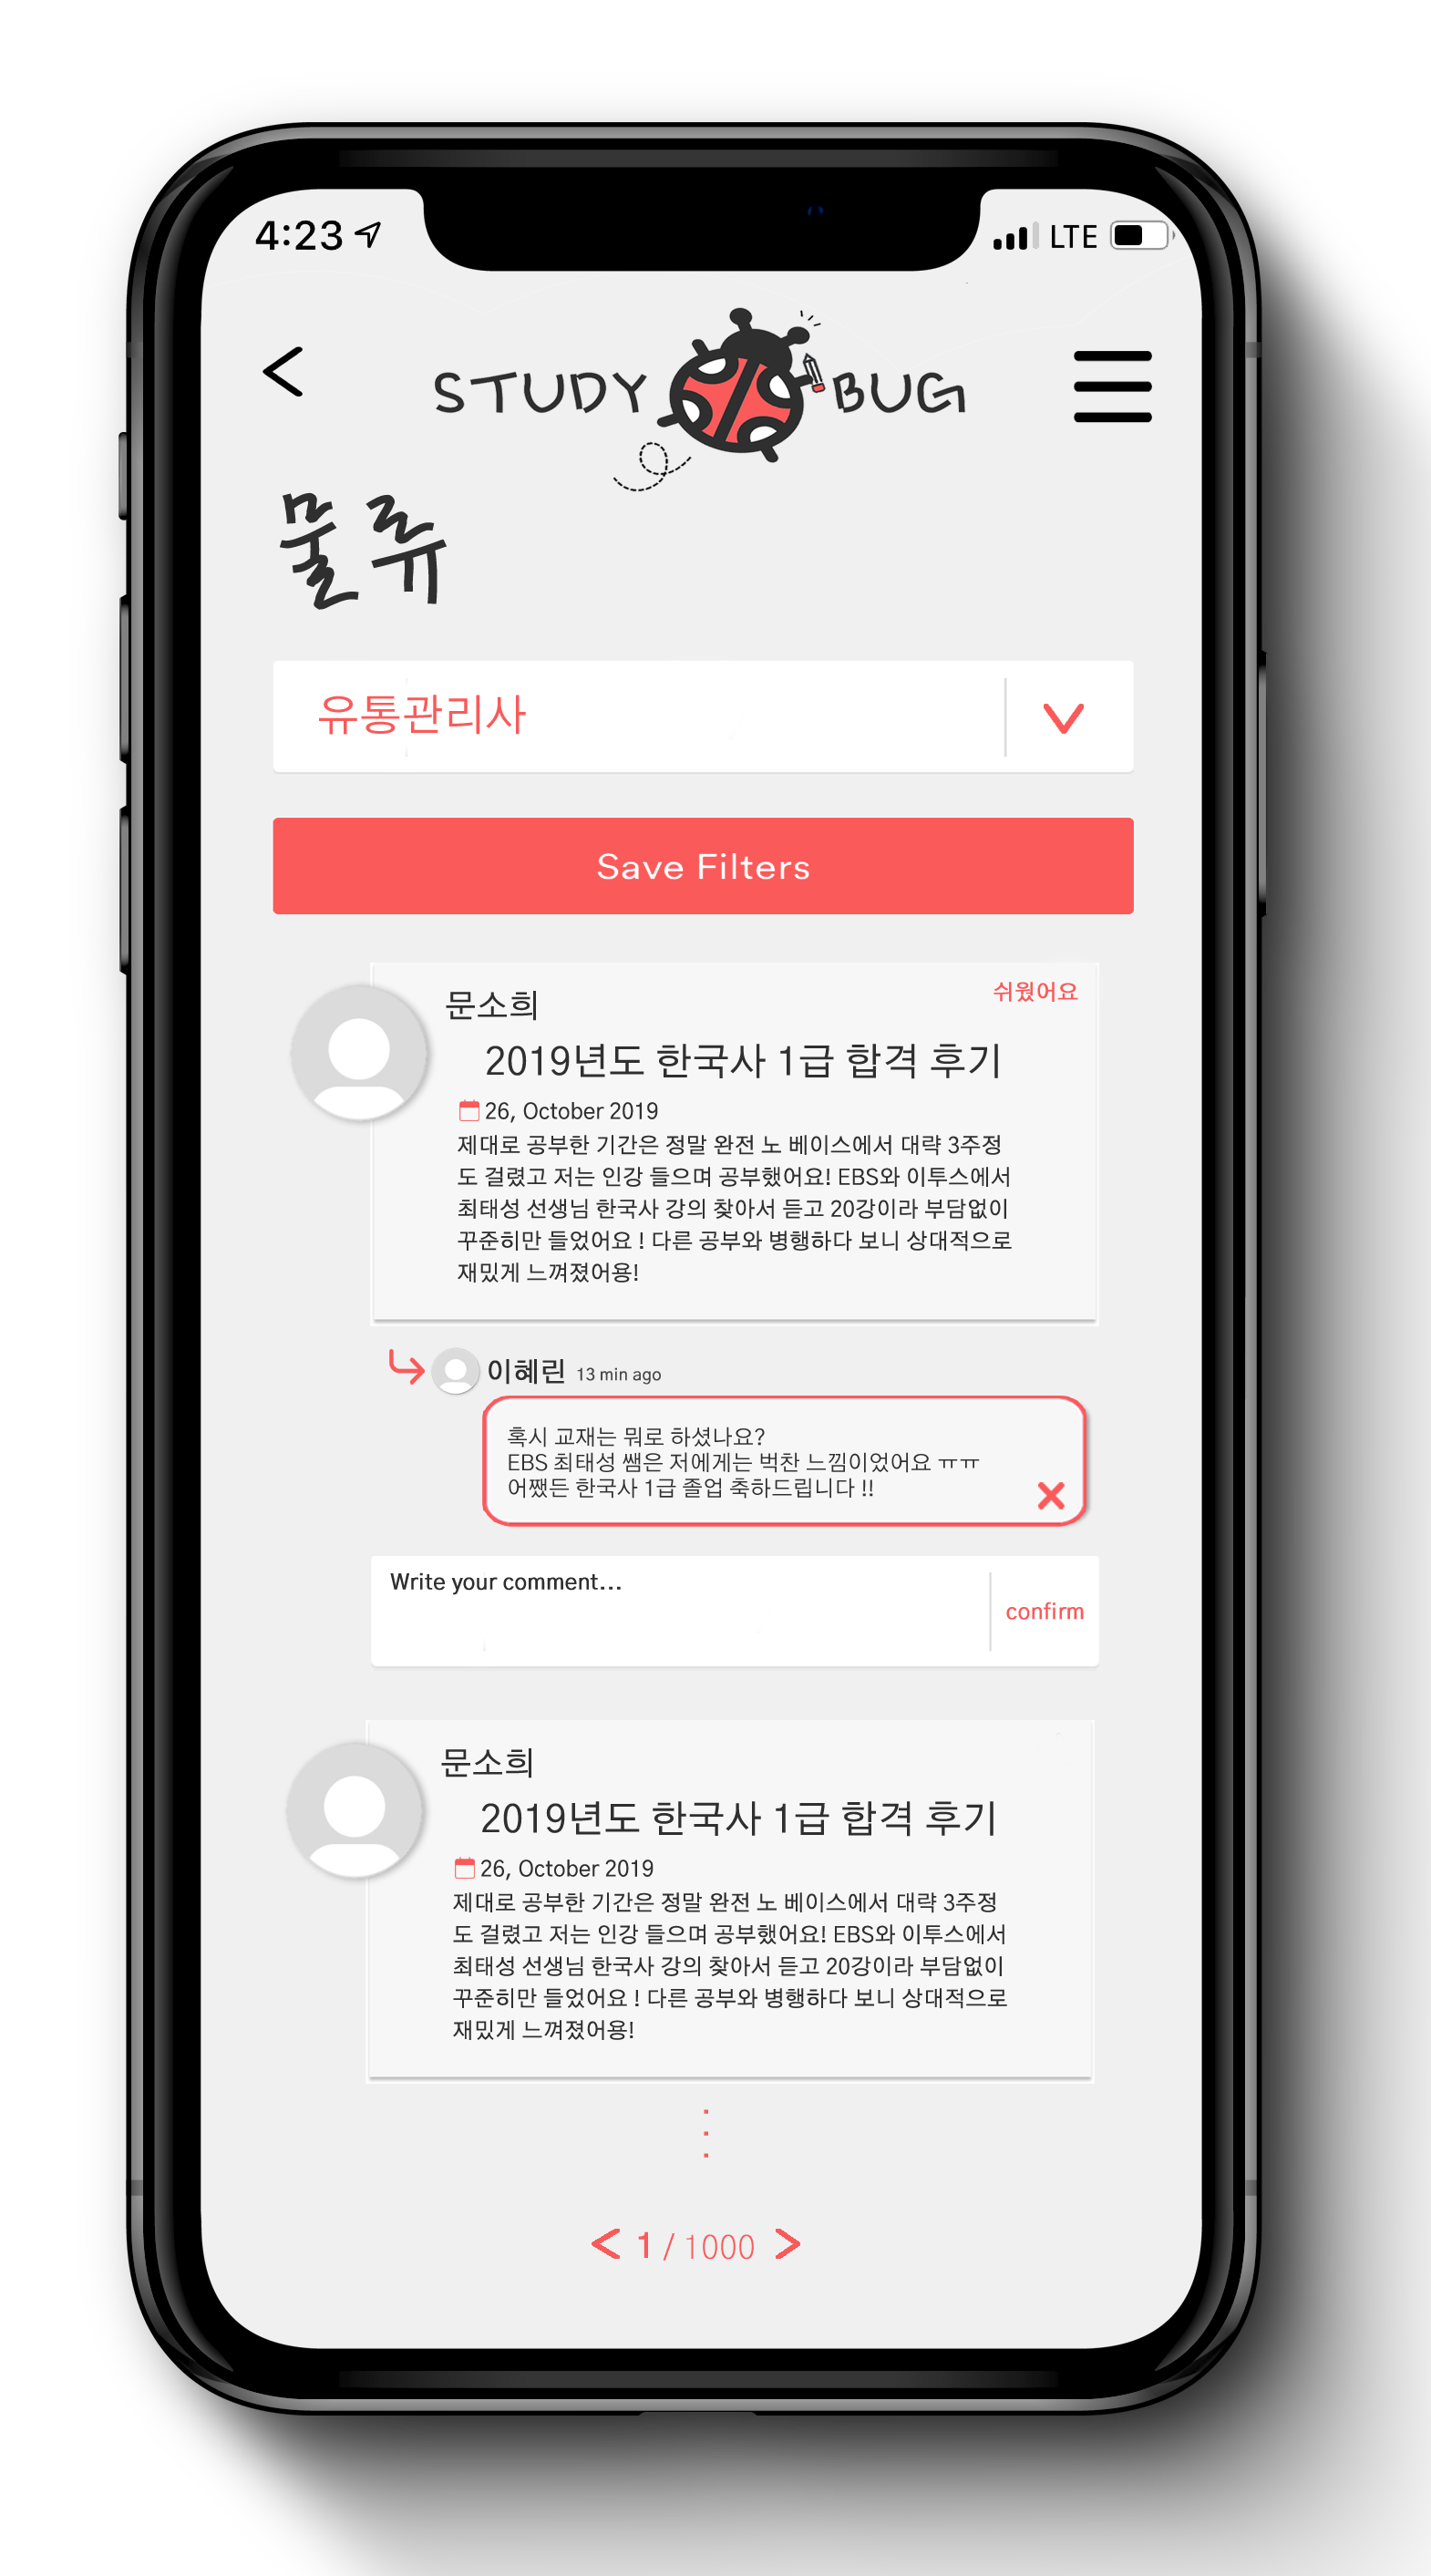 4:23 LTE
STUDY BUG
물류
유통관리사
Save Filters
문소희 쉬웠어요
2019년도 한국사 1급 합격 후기
26, October 2019
제대로 공부한 기간은 정말 완전 노 베이스에서 대략 3주정
도 걸렸고 저는 인강 들으며 공부했어요! EBS와 이투스에서
최태성 선생님 한국사 강의 찾아서 듣고 20강이라 부담없이
꾸준히만 들었어요 ! 다른 공부와 병행하다 보니 상대적으로
재밌게 느껴졌어용!
이혜린 13 min ago
혹시 교재는 뭐로 하셨나요?
EBS 최태성 쌤은 저에게는 벅찬 느낌이었어요 ㅠㅠ
어쨌든 한국사 1급 졸업 축하드립니다 !!
Write your comment...
confirm
문소희
2019년도 한국사 1급 합격 후기
26, October 2019
제대로 공부한 기간은 정말 완전 노 베이스에서 대략 3주정
도 걸렸고 저는 인강 들으며 공부했어요! EBS와 이투스에서
최태성 선생님 한국사 강의 찾아서 듣고 20강이라 부담없이
꾸준히만 들었어요 ! 다른 공부와 병행하다 보니 상대적으로
재밌게 느껴졌어용!
< 1 / 1000 >